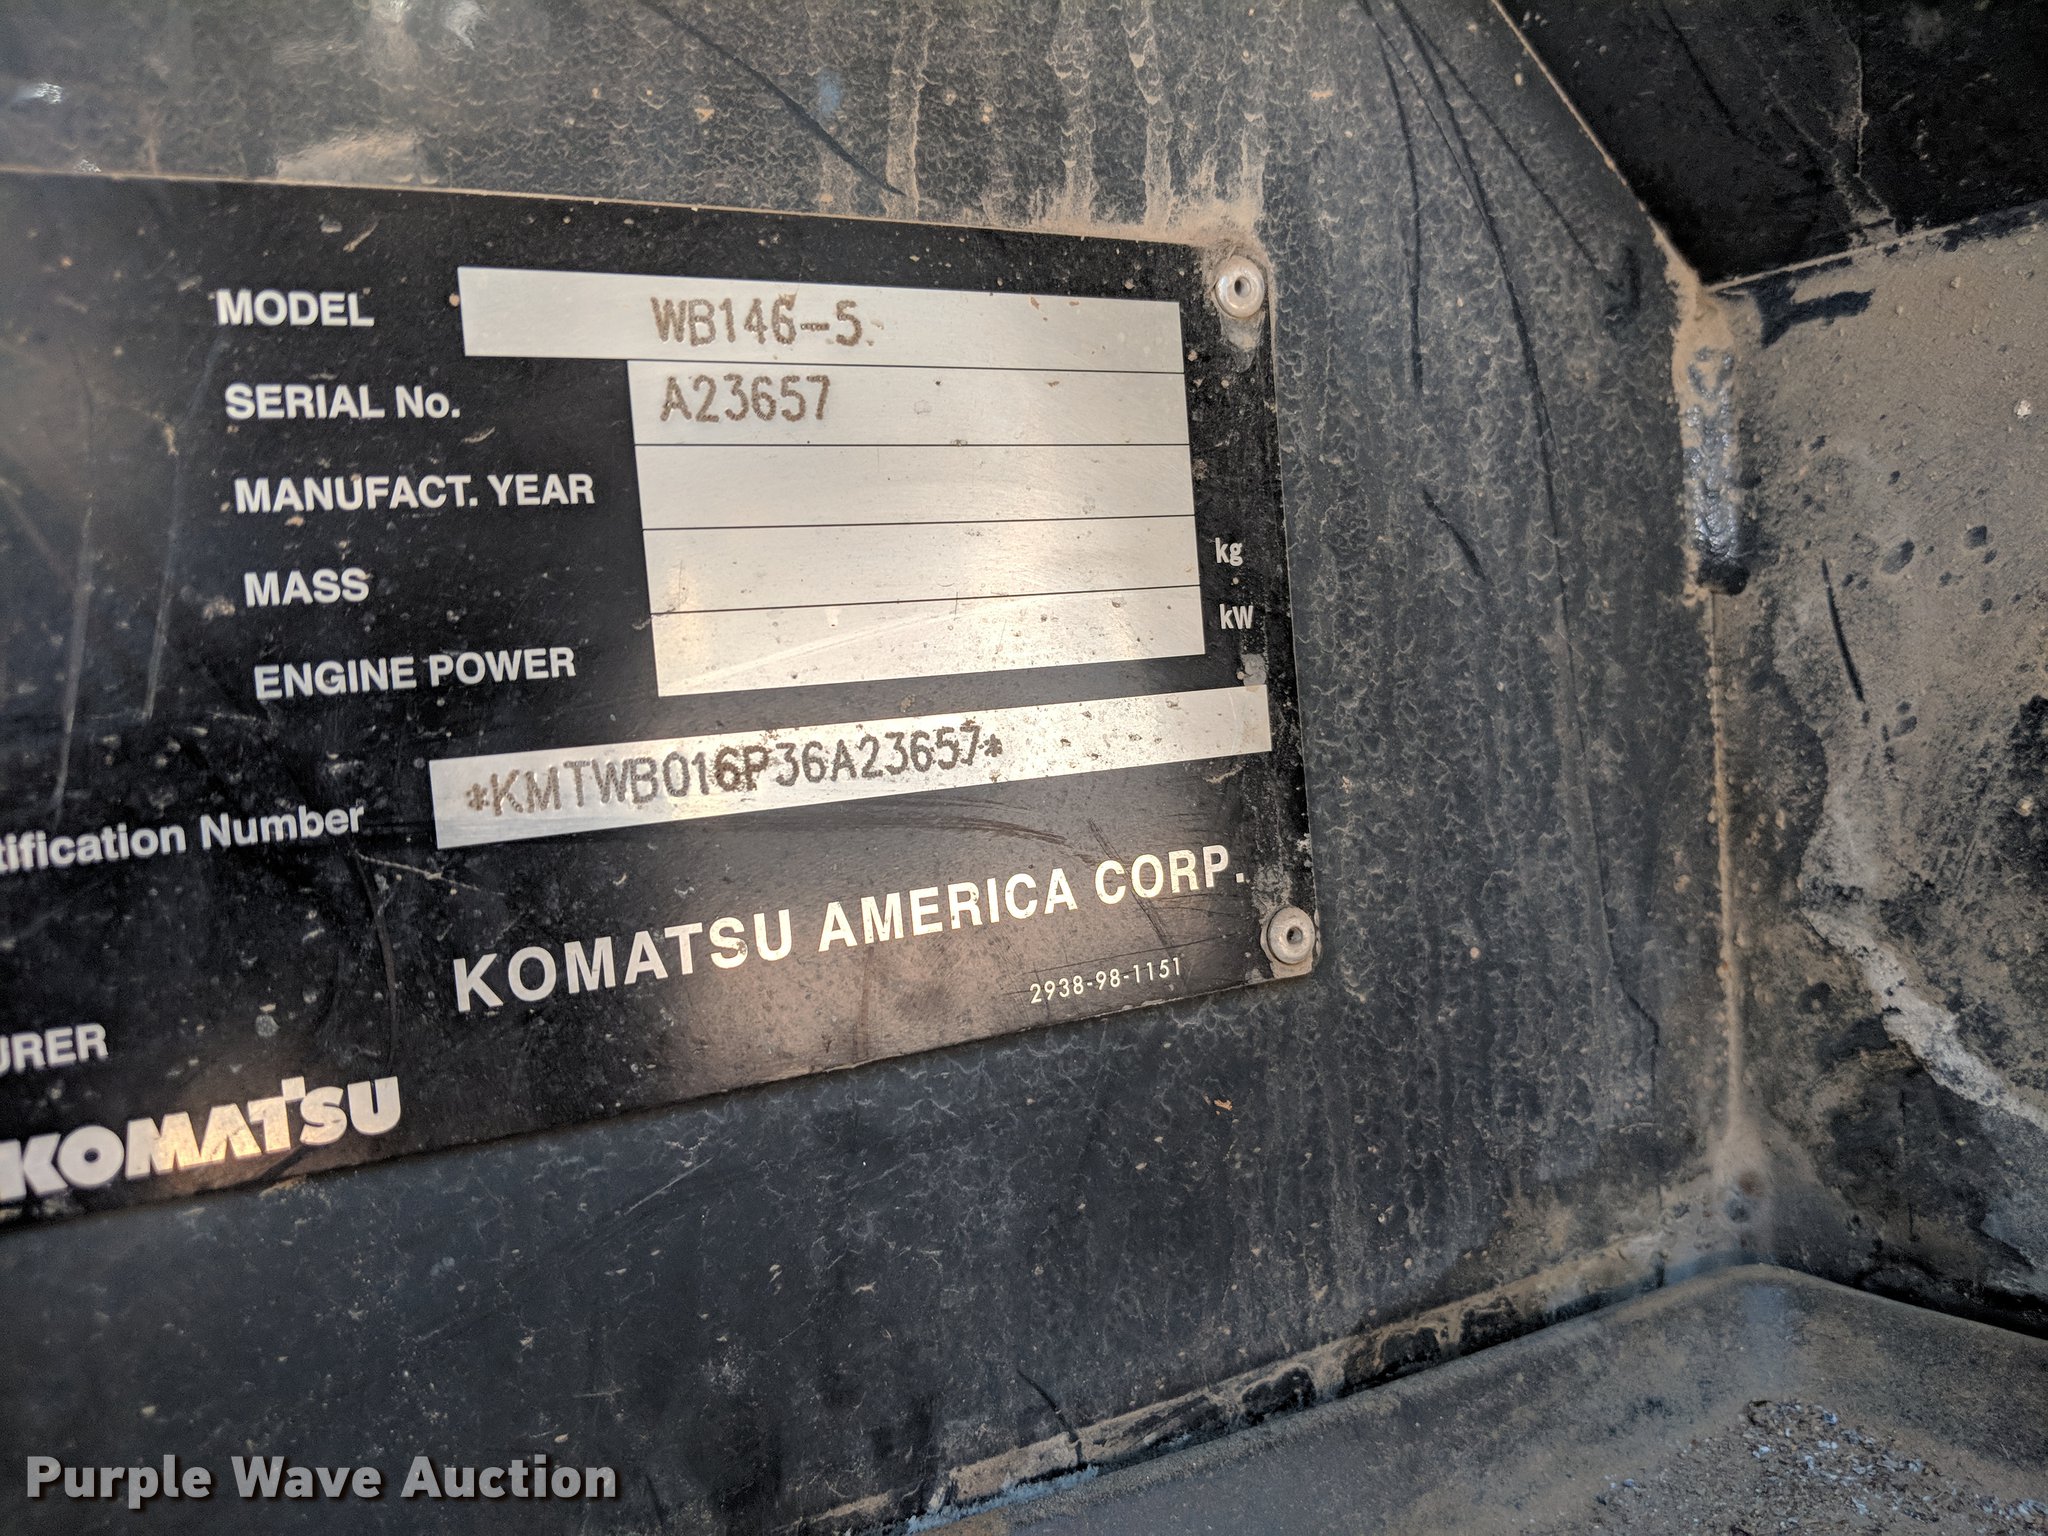 MODEL WB146-5
SERIAL No. A23657
MANUFACT. YEAR
MASS kg
ENGINE POWER kW
tification Number *KMTWB016P36A23657*
KOMATSU AMERICA CORP.
2938-98-1151
URER
KOMATSU
Purple Wave Auction